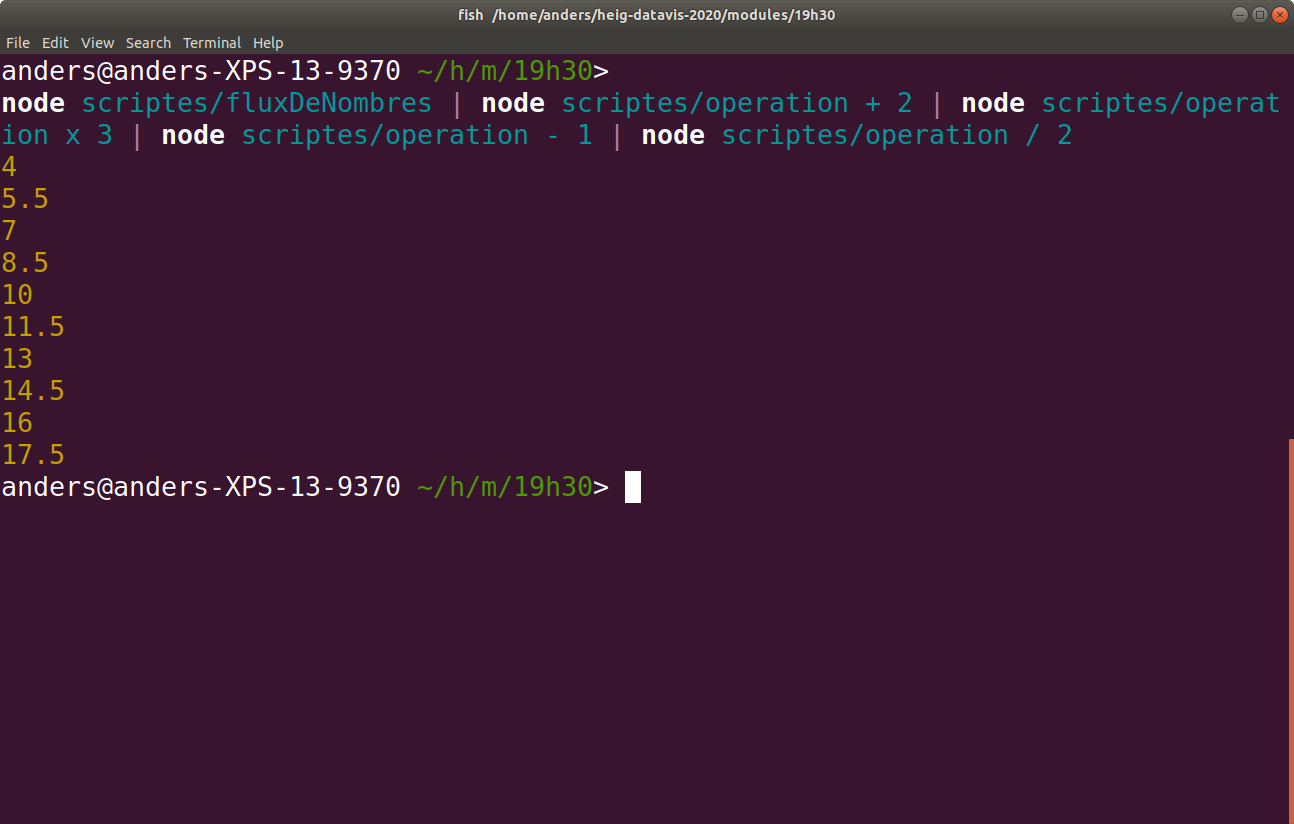 fish /home/anders/heig-datavis-2020/modules/19h30
File Edit View Search Terminal Help
anders@anders-XPS-13-9370 ~/h/m/19h30>
node scriptes/fluxDeNombres | node scriptes/operation + 2 | node scriptes/operat
ion x 3 | node scriptes/operation - 1 | node scriptes/operation / 2
4
5.5
7
8.5
10
11.5
13
14.5
16
17.5
anders@anders-XPS-13-9370 ~/h/m/19h30>